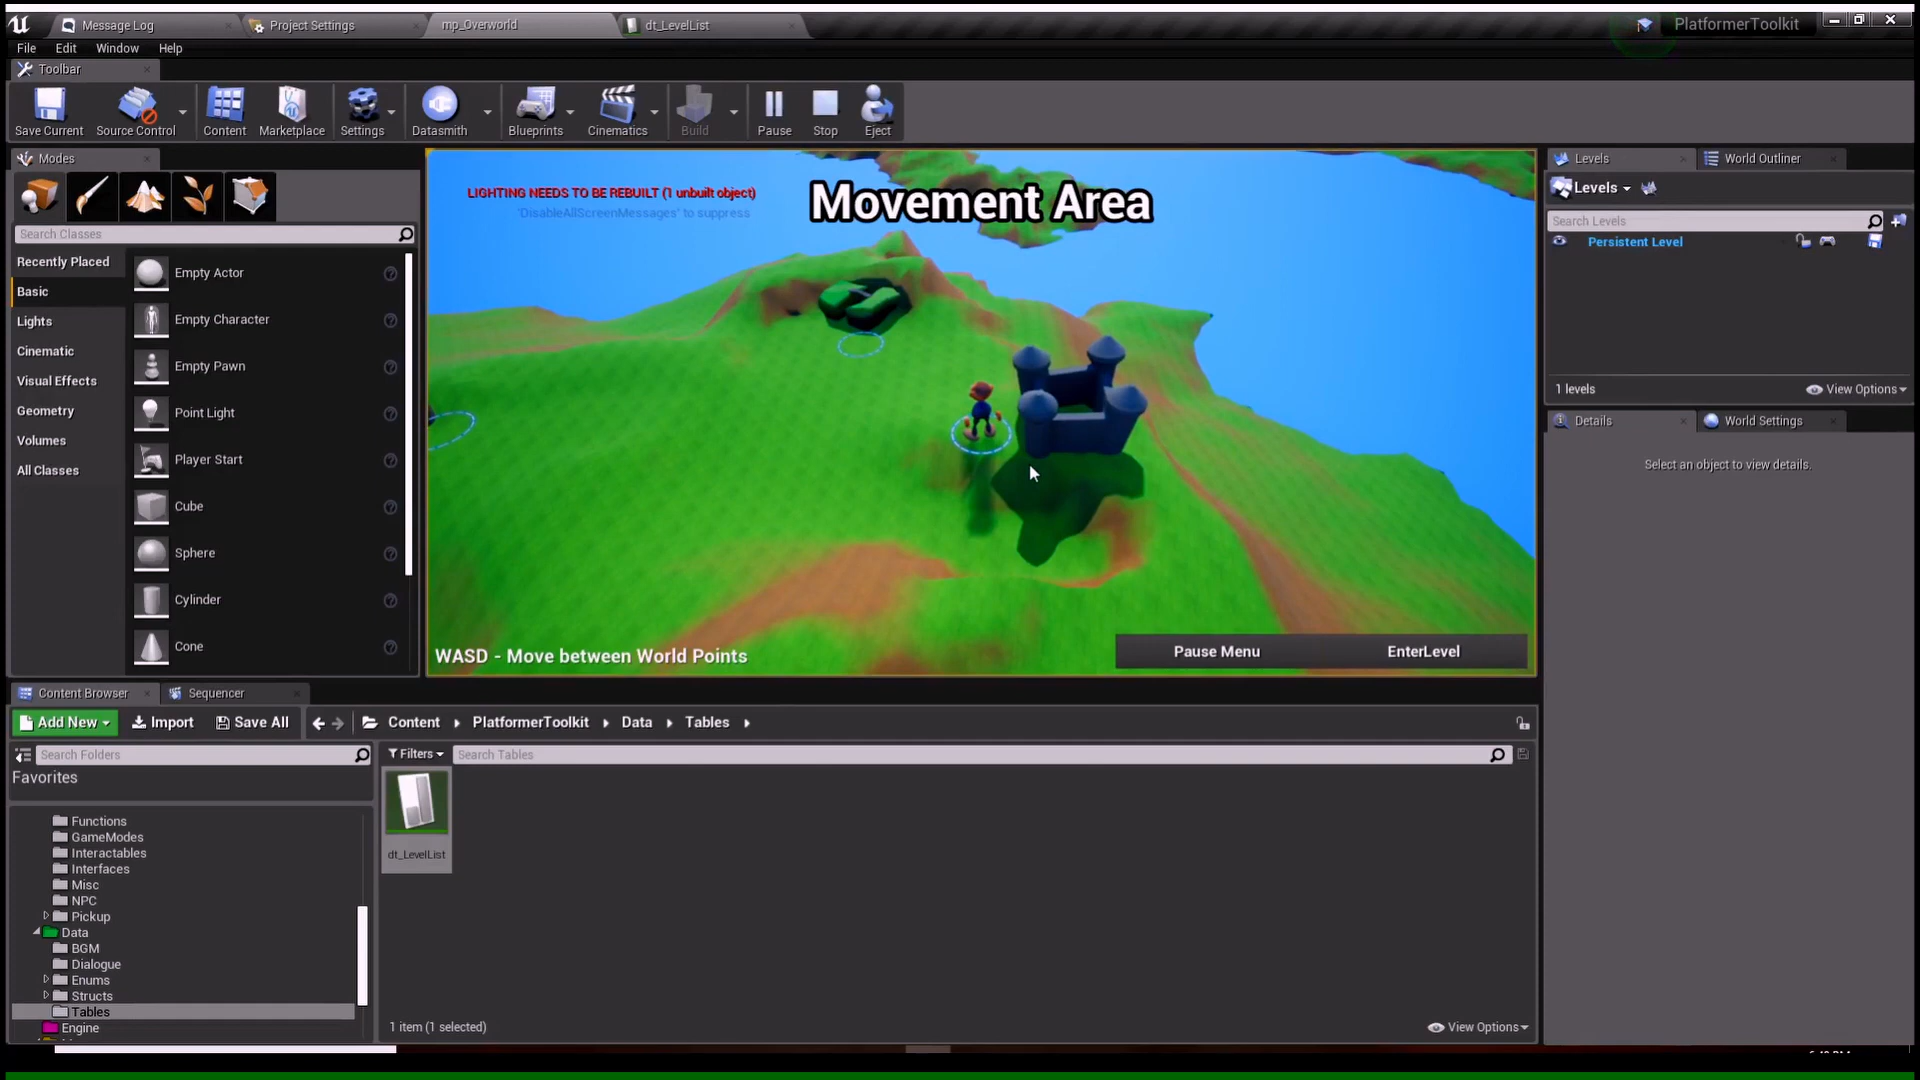 Message Log
Project Settings
mp_Overworld
dt_LevelList
PlatformerToolkit
File Edit Window Help
Toolbar
Save Current
Source Control
Content
Marketplace
Settings
Datasmith
Blueprints
Cinematics
Build
Pause
Stop
Eject
Modes
Search Classes
Recently Placed
Basic
Lights
Cinematic
Visual Effects
Geometry
Volumes
All Classes
Empty Actor
Empty Character
Empty Pawn
Point Light
Player Start
Cube
Sphere
Cylinder
Cone
LIGHTING NEEDS TO BE REBUILT (1 unbuilt object)
'DisableAllScreenMessages' to suppress
Movement Area
WASD - Move between World Points
Pause Menu
EnterLevel
Levels
World Outliner
Levels
Search Levels
Persistent Level
1 levels
View Options
Details
World Settings
Select an object to view details.
Content Browser
Sequencer
Add New
Import
Save All
Content
PlatformerToolkit
Data
Tables
Search Folders
Favorites
Functions
GameModes
Interactables
Interfaces
Misc
NPC
Pickup
Data
BGM
Dialogue
Enums
Structs
Tables
Engine
Filters
Search Tables
dt_LevelList
1 item (1 selected)
View Options